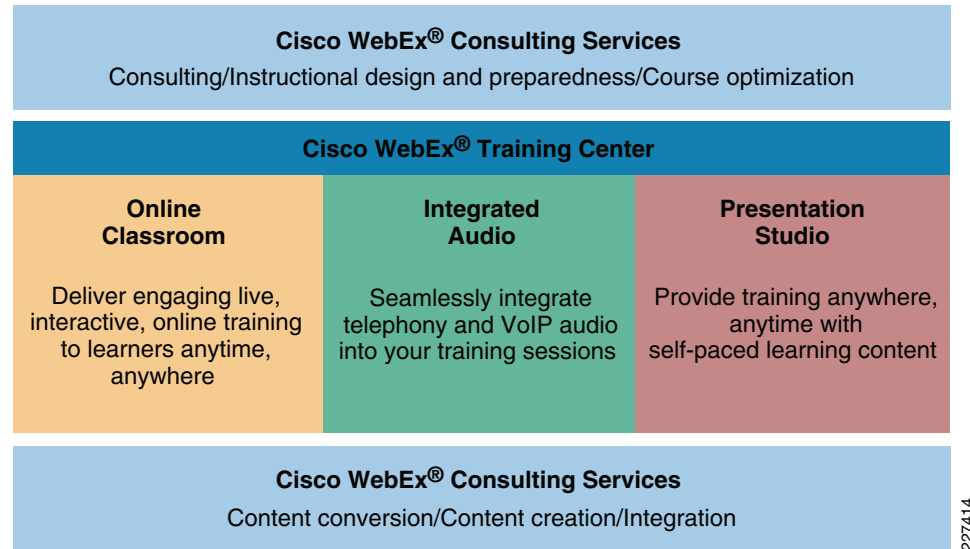 Cisco WebEx® Consulting Services
Consulting/Instructional design and preparedness/Course optimization
Cisco WebEx® Training Center
Online
Classroom
Deliver engaging live,
interactive, online training
to learners anytime,
anywhere
Integrated
Audio
Seamlessly integrate
telephony and VoIP audio
into your training sessions
Presentation
Studio
Provide training anywhere,
anytime with
self-paced learning content
Cisco WebEx® Consulting Services
Content conversion/Content creation/Integration
227414